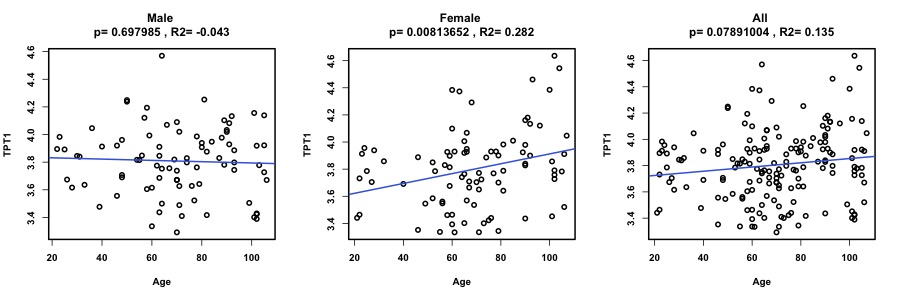 Male
p= 0.697985 , R2= -0.043
TPT1
4.6
4.4
4.2
4.0
3.8
3.6
3.4
20 40 60 80 100
Age
Female
p= 0.00813652 , R2= 0.282
TPT1
4.6
4.4
4.2
4.0
3.8
3.6
3.4
20 40 60 80 100
Age
All
p= 0.07891004 , R2= 0.135
TPT1
4.6
4.4
4.2
4.0
3.8
3.6
3.4
20 40 60 80 100
Age